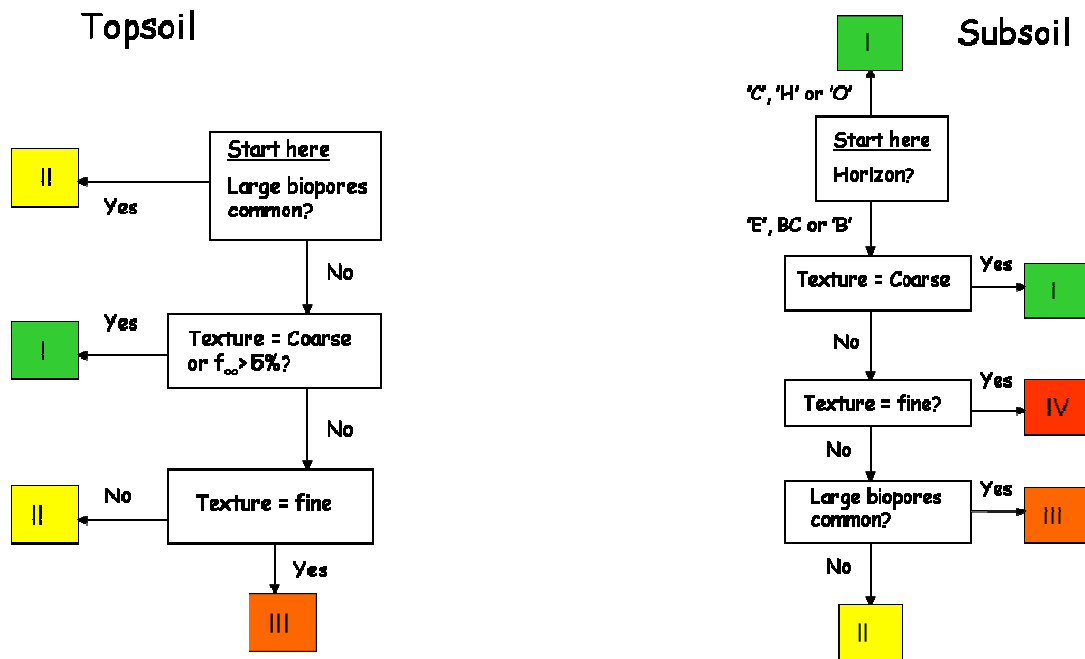 Topsoil
Start here
Large biopores
common?
Yes
II
No
Texture = Coarse
or f∞>5%?
Yes
I
No
Texture = fine
No
II
Yes
III
Subsoil
I
'C', 'H' or 'O'
Start here
Horizon?
'E', BC or 'B'
Texture = Coarse
Yes
I
No
Texture = fine?
Yes
IV
No
Large biopores
common?
Yes
III
No
II